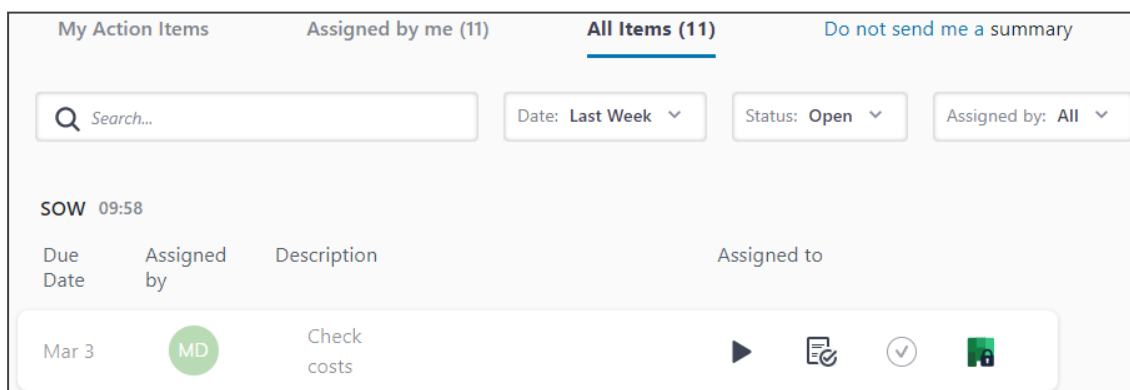 My Action Items Assigned by me (11) All Items (11) Do not send me a summary
Search... Date: Last Week Status: Open Assigned by: All
SOW 09:58
Due Date Assigned by Description Assigned to
Mar 3 MD Check costs